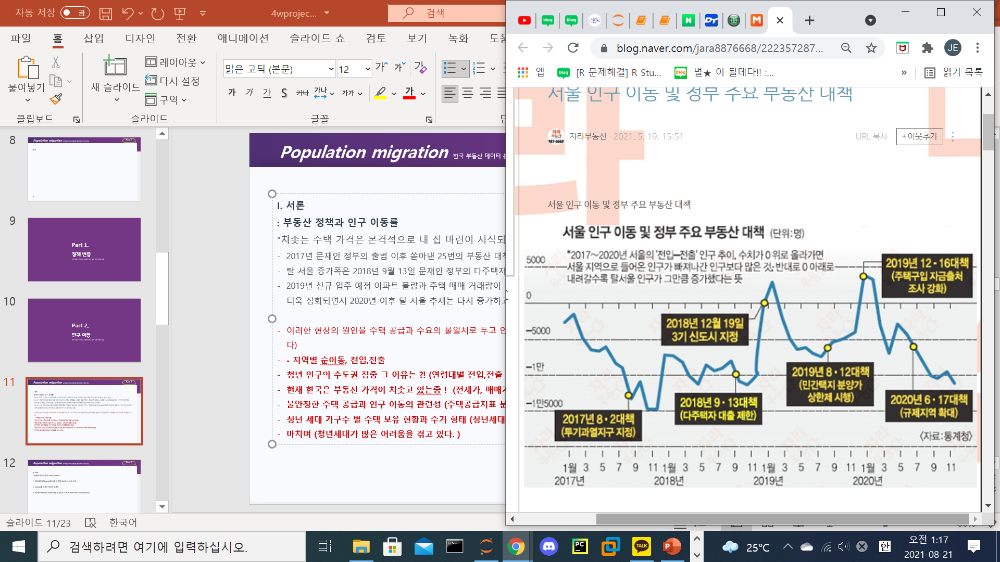 자동 저장 끔
4wprojec...
검색
파일 홈 삽입 디자인 전환 애니메이션 슬라이드 쇼 검토 보기 녹화 도움
붙여넣기
클립보드
새 슬라이드
레이아웃
다시 설정
구역
슬라이드
맑은 고딕 (본문) 12
가 가 가
가 가 가 S 가나 가나 가가 가
글꼴
8
9
Part 1.
정책 변동
10
Part 2.
인구 이동
11
Population migration
12
Population migration
Population migration 한국 부동산 데이터 분
I. 서론
: 부동산 정책과 인구 이동률
“치솟는 주택 가격은 본격적으로 내 집 마련이 시작되
- 2017년 문재인 정부의 출범 이후 쏟아낸 25번의 부동산 대책
- 탈 서울 증가폭은 2018년 9월 13일 문재인 정부의 다주택자
- 2019년 신규 입주 예정 아파트 물량과 주택 매매 거래량이
더욱 심화되면서 2020년 이후 탈 서울 추세는 다시 증가하고
- 이러한 현상의 원인을 주택 공급과 수요의 불일치로 두고 인
다)
- - 지역별 순이동, 전입,전출
- 청년 인구의 수도권 집중 그 이유는 ?! (연령대별 전입,전출
- 현재 한국은 부동산 가격이 치솟고 있는중 ! (전세가, 매매가
- 불안정한 주택 공급과 인구 이동의 관련성 (주택공급지표 분
- 청년 세대 가구수 별 주택 보유 현황과 주거 형태 (청년세대
- 마치며 (청년세대가 많은 어려움을 겪고 있다. )
슬라이드 11/23 한국어
blog.naver.com/jara8876668/222357287...
JE
앱 [R 문제해결] R Stu... 별★ 이 될테다!! :... » 읽기 목록
서울 인구 이동 및 정부 주요 부동산 대책
자라부동산 · 2021. 5. 19. 15:51
URL 복사 +이웃추가
서울 인구 이동 및 정부 주요 부동산 대책
서울 인구 이동 및 정부 주요 부동산 대책 (단위:명)
*2017~2020년 서울의 '전입—전출' 인구 추이. 수치가 0 위로 올라가면
서울 지역으로 들어온 인구가 빠져나간 인구보다 많은 것. 반대로 0 아래로
내려갈수록 탈서울 인구가 그만큼 증가했다는 뜻
5000
0
-5000
-1만
-1만5000
2019년 12·16대책
(주택구입 자금출처
조사 강화)
2018년 12월 19일
3기 신도시 지정
2019년 8·12대책
(민간택지 분양가
상한제 시행)
2018년 9·13대책
(다주택자 대출 제한)
2020년 6·17대책
(규제지역 확대)
2017년 8·2대책
(투기과열지구 지정)
〈자료:통계청〉
1월 3 5 7 9 11 1월 3 5 7 9 11 1월 3 5 7 9 11 1월 3 5 7 9 11
2017년 2018년 2019년 2020년
검색하려면 여기에 입력하십시오.
TALK
25°C
한
오전 1:17
2021-08-21